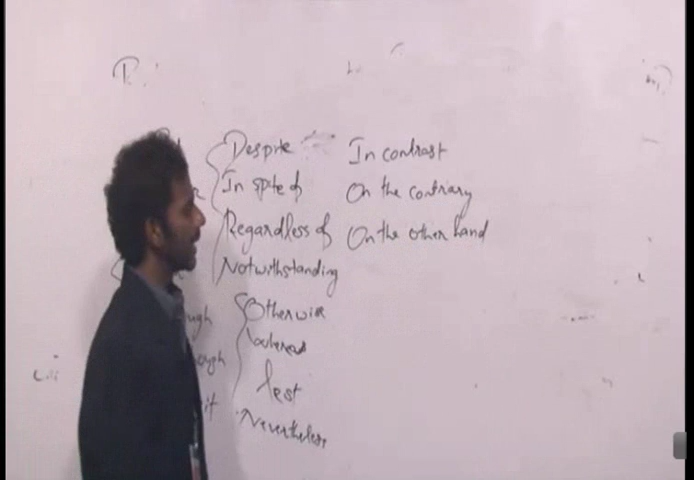 Despite In contrast
In spite of On the contrary
Regardless of On the other hand
Notwithstanding
Otherwise
lest
Nevertheless